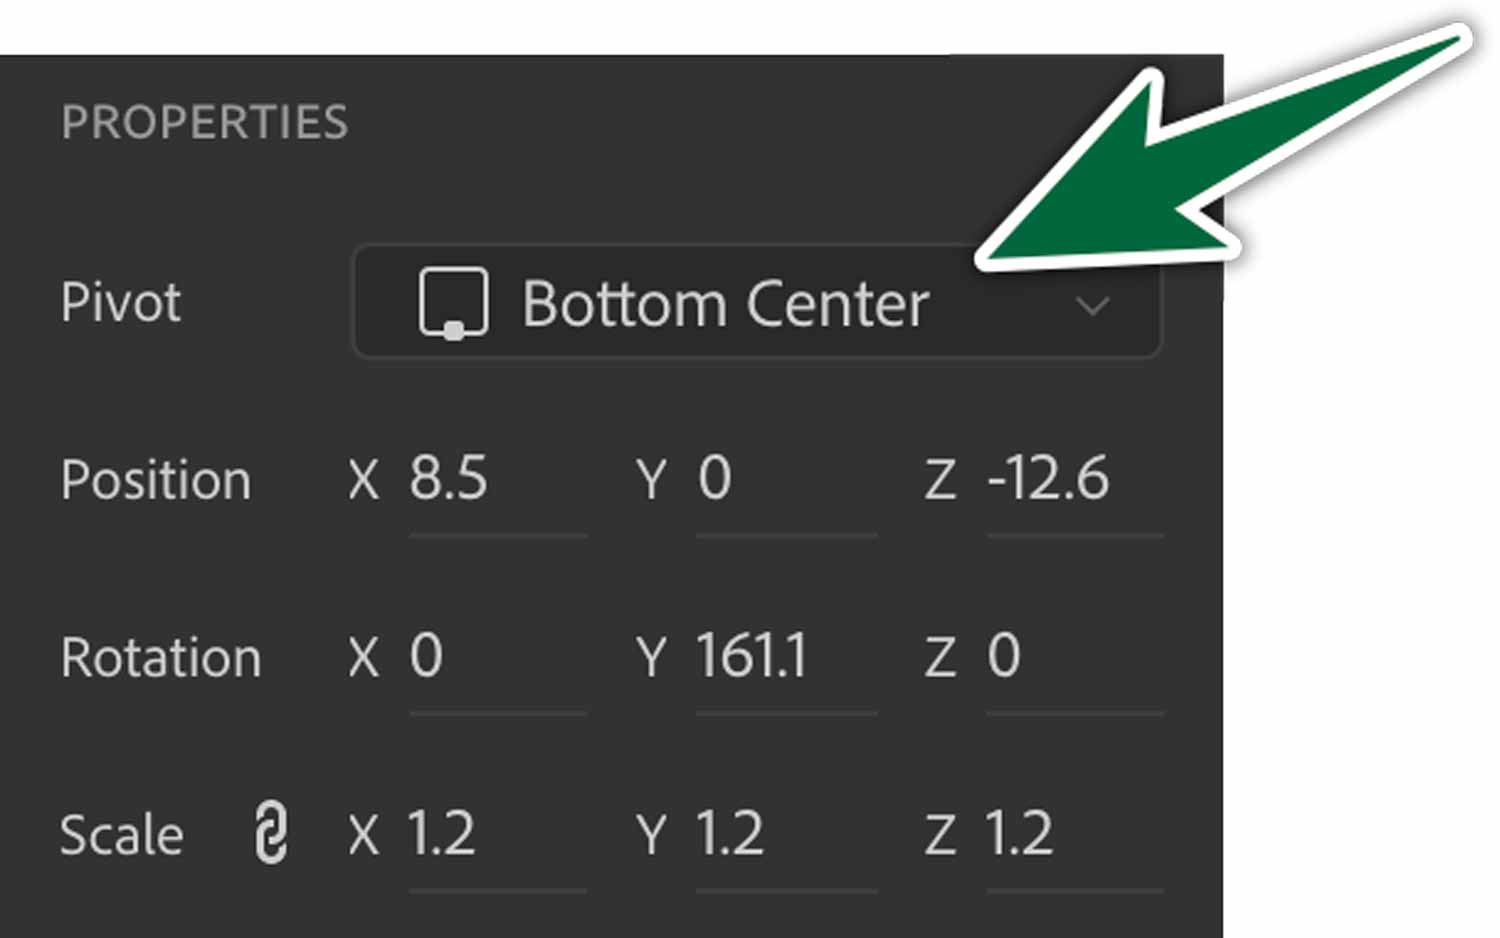 PROPERTIES
Pivot Bottom Center
Position X 8.5 Y 0 Z -12.6
Rotation X 0 Y 161.1 Z 0
Scale X 1.2 Y 1.2 Z 1.2